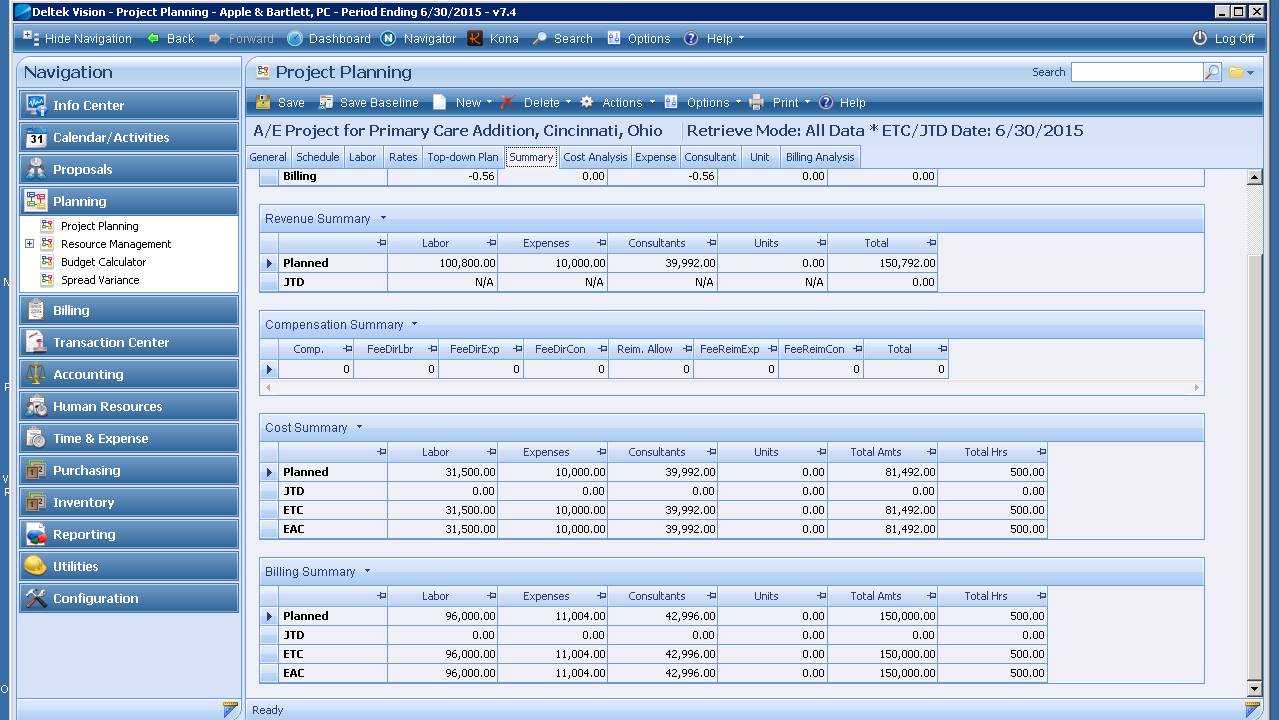 Deltek Vision - Project Planning - Apple & Bartlett, PC - Period Ending 6/30/2015 - v7.4
Hide Navigation Back Forward Dashboard Navigator Kona Search Options Help Log Off
Navigation
Info Center
31 Calendar/Activities
Proposals
Planning
Project Planning
Resource Management
Budget Calculator
Spread Variance
Billing
Transaction Center
Accounting
Human Resources
Time & Expense
Purchasing
Inventory
Reporting
Utilities
Configuration
Project Planning Search
Save Save Baseline New Delete Actions Options Print Help
A/E Project for Primary Care Addition, Cincinnati, Ohio Retrieve Mode: All Data * ETC/JTD Date: 6/30/2015
General Schedule Labor Rates Top-down Plan Summary Cost Analysis Expense Consultant Unit Billing Analysis
Billing -0.56 0.00 -0.56 0.00 0.00
Revenue Summary
Labor Expenses Consultants Units Total
Planned 100,800.00 10,000.00 39,992.00 0.00 150,792.00
JTD N/A N/A N/A N/A 0.00
Compensation Summary
Comp. FeeDirLbr FeeDirExp FeeDirCon Reim. Allow FeeReimExp FeeReimCon Total
0 0 0 0 0 0 0 0
Cost Summary
Labor Expenses Consultants Units Total Amts Total Hrs
Planned 31,500.00 10,000.00 39,992.00 0.00 81,492.00 500.00
JTD 0.00 0.00 0.00 0.00 0.00 0.00
ETC 31,500.00 10,000.00 39,992.00 0.00 81,492.00 500.00
EAC 31,500.00 10,000.00 39,992.00 0.00 81,492.00 500.00
Billing Summary
Labor Expenses Consultants Units Total Amts Total Hrs
Planned 96,000.00 11,004.00 42,996.00 0.00 150,000.00 500.00
JTD 0.00 0.00 0.00 0.00 0.00 0.00
ETC 96,000.00 11,004.00 42,996.00 0.00 150,000.00 500.00
EAC 96,000.00 11,004.00 42,996.00 0.00 150,000.00 500.00
Ready